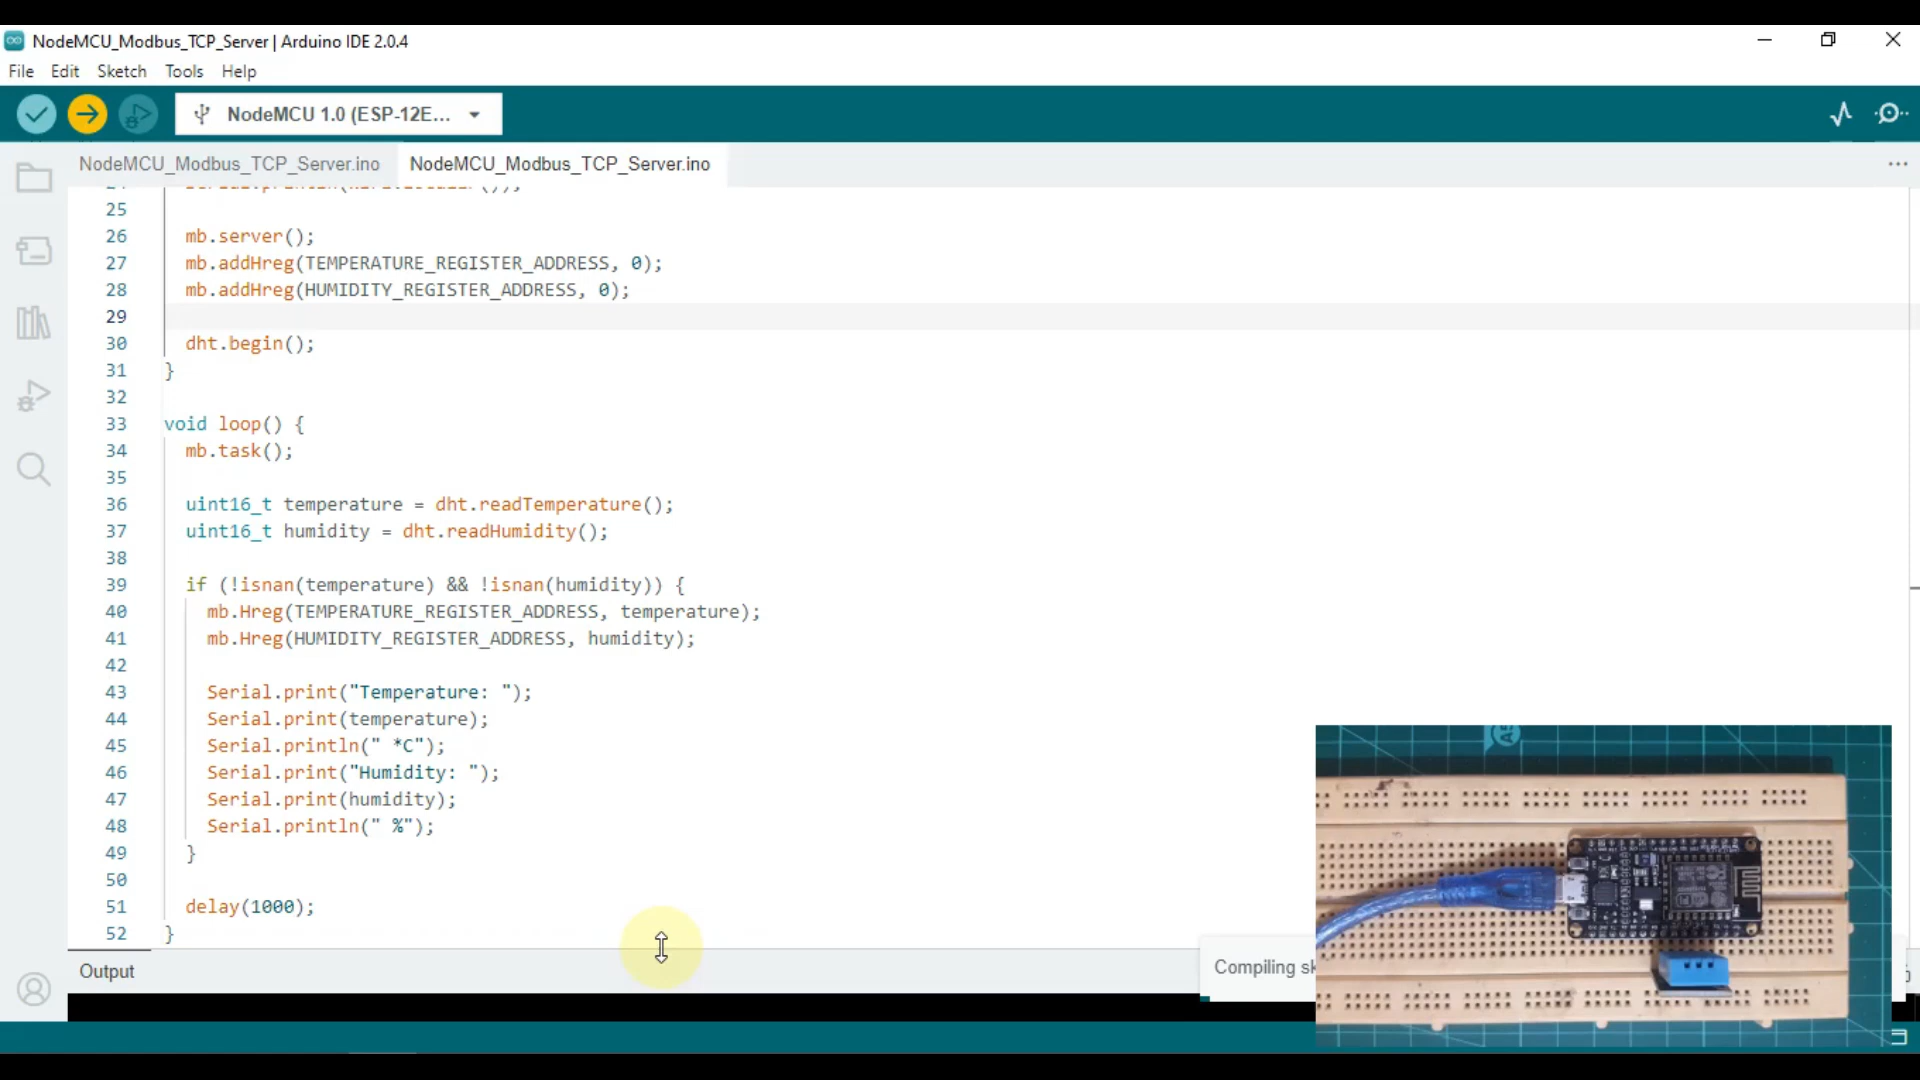 NodeMCU_Modbus_TCP_Server | Arduino IDE 2.0.4
File Edit Sketch Tools Help
NodeMCU 1.0 (ESP-12E...
NodeMCU_Modbus_TCP_Server.ino NodeMCU_Modbus_TCP_Server.ino
25
26 mb.server();
27 mb.addHreg(TEMPERATURE_REGISTER_ADDRESS, 0);
28 mb.addHreg(HUMIDITY_REGISTER_ADDRESS, 0);
29
30 dht.begin();
31 }
32
33 void loop() {
34 mb.task();
35
36 uint16_t temperature = dht.readTemperature();
37 uint16_t humidity = dht.readHumidity();
38
39 if (!isnan(temperature) && !isnan(humidity)) {
40 mb.Hreg(TEMPERATURE_REGISTER_ADDRESS, temperature);
41 mb.Hreg(HUMIDITY_REGISTER_ADDRESS, humidity);
42
43 Serial.print("Temperature: ");
44 Serial.print(temperature);
45 Serial.println(" *C");
46 Serial.print("Humidity: ");
47 Serial.print(humidity);
48 Serial.println(" %");
49 }
50
51 delay(1000);
52 }
Output
Compiling sk